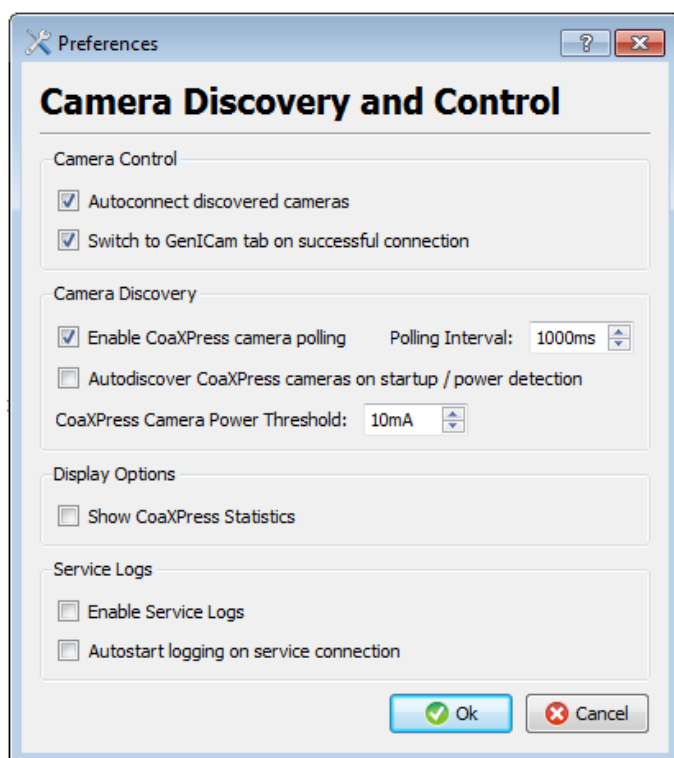 Preferences
Camera Discovery and Control
Camera Control
Autoconnect discovered cameras
Switch to GenICam tab on successful connection
Camera Discovery
Enable CoaXPress camera polling Polling Interval: 1000ms
Autodiscover CoaXPress cameras on startup / power detection
CoaXPress Camera Power Threshold: 10mA
Display Options
Show CoaXPress Statistics
Service Logs
Enable Service Logs
Autostart logging on service connection
Ok Cancel